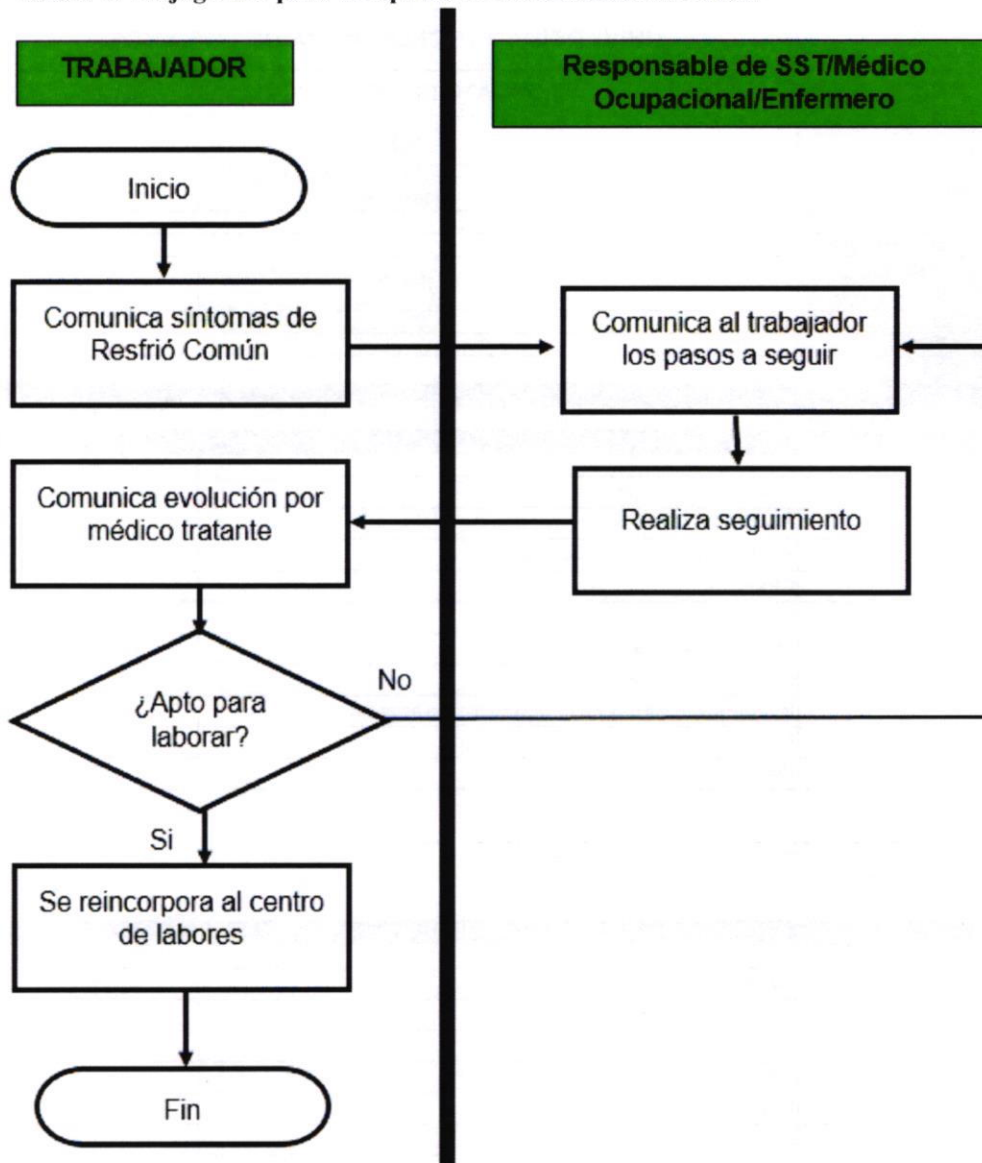 TRABAJADOR
Responsable de SST/Médico
Ocupacional/Enfermero
Inicio
Comunica síntomas de
Resfrió Común
Comunica al trabajador
los pasos a seguir
Comunica evolución por
médico tratante
Realiza seguimiento
¿Apto para
laborar?
No
Si
Se reincorpora al centro
de labores
Fin